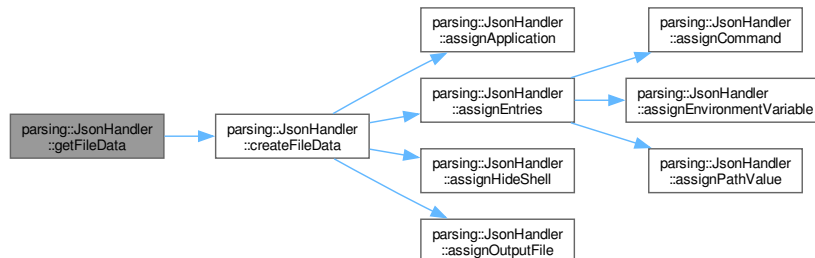 parsing::JsonHandler
::getFileData
parsing::JsonHandler
::createFileData
parsing::JsonHandler
::assignApplication
parsing::JsonHandler
::assignEntries
parsing::JsonHandler
::assignHideShell
parsing::JsonHandler
::assignOutputFile
parsing::JsonHandler
::assignCommand
parsing::JsonHandler
::assignEnvironmentVariable
parsing::JsonHandler
::assignPathValue